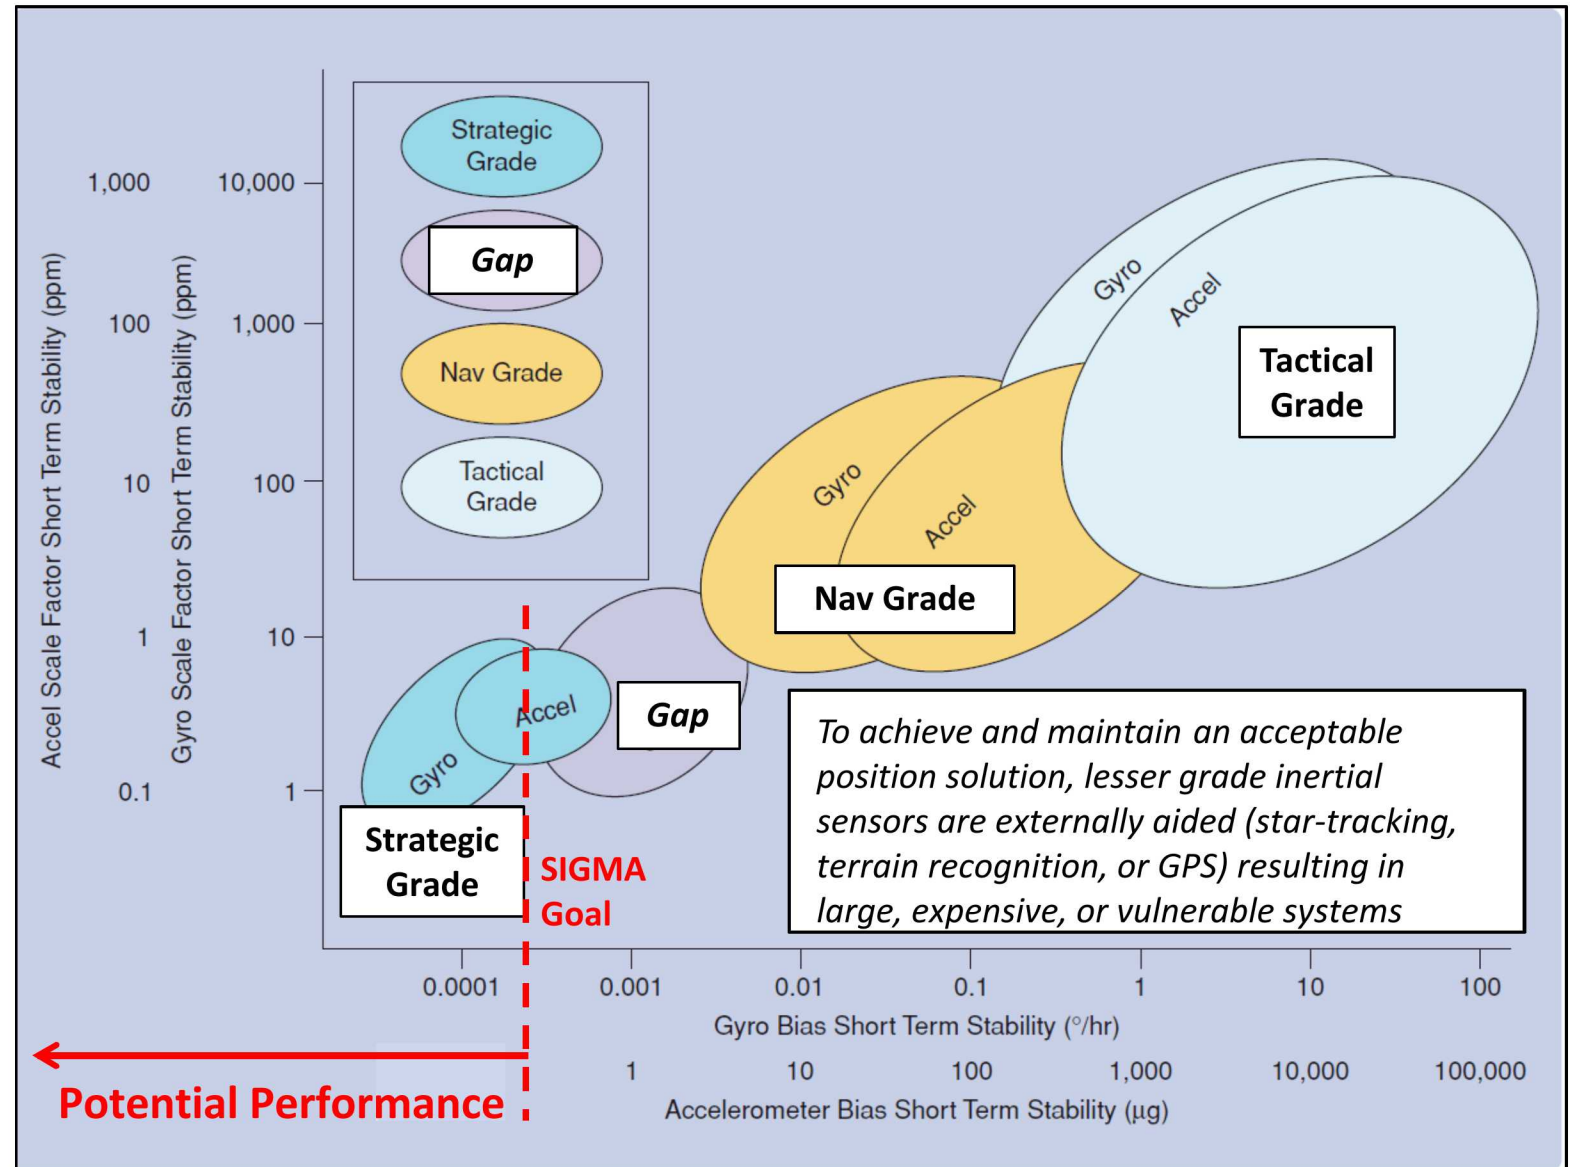 Strategic
Grade
Gap
Nav Grade
Tactical
Grade
Accel Scale Factor Short Term Stability (ppm)
1,000
100
10
1
0.1
Gyro Scale Factor Short Term Stability (ppm)
10,000
1,000
100
10
1
Gyro
Accel
Tactical
Grade
Gyro
Accel
Nav Grade
Gap
Accel
Gyro
Strategic
Grade
SIGMA
Goal
To achieve and maintain an acceptable
position solution, lesser grade inertial
sensors are externally aided (star-tracking,
terrain recognition, or GPS) resulting in
large, expensive, or vulnerable systems
0.0001 0.001 0.01 0.1 1 10 100
Gyro Bias Short Term Stability (°/hr)
1 10 100 1,000 10,000 100,000
Accelerometer Bias Short Term Stability (µg)
Potential Performance